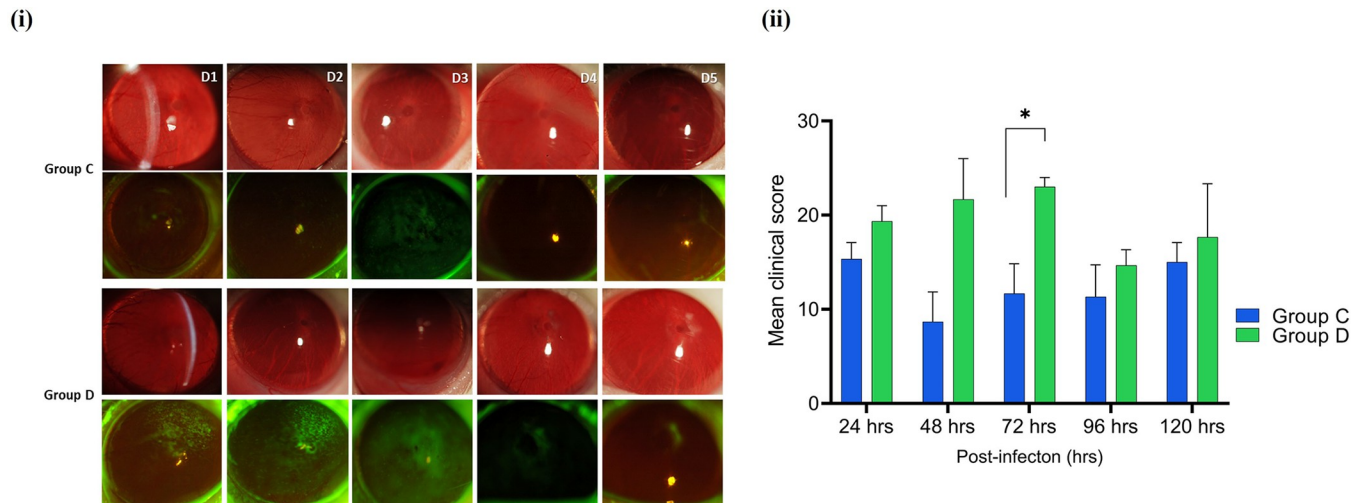 (i)
D1 D2 D3 D4 D5
Group C
Group D
(ii)
*
Mean clinical score
30
20
10
0
24 hrs 48 hrs 72 hrs 96 hrs 120 hrs
Post-infecton (hrs)
Group C
Group D